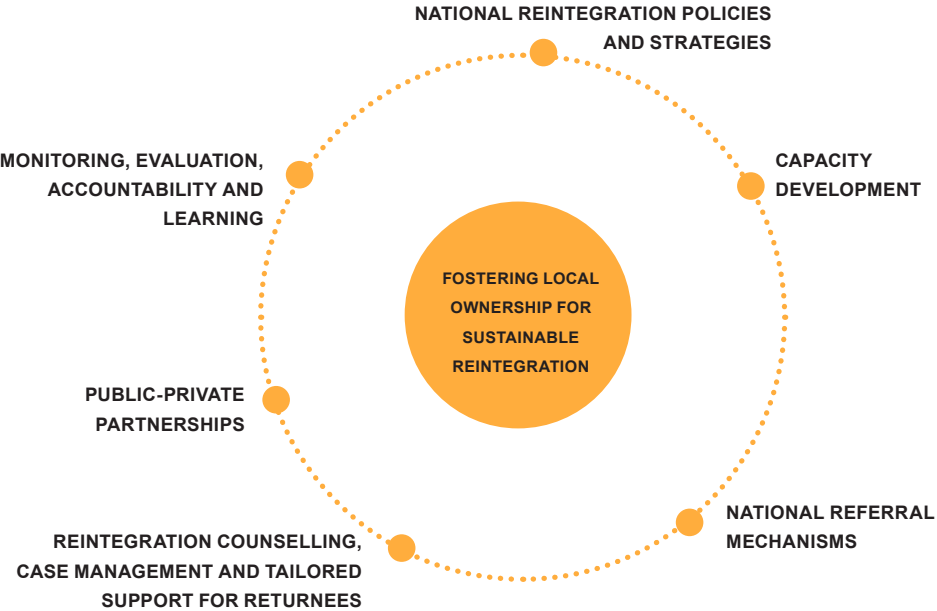 NATIONAL REINTEGRATION POLICIES
AND STRATEGIES
MONITORING, EVALUATION,
ACCOUNTABILITY AND
LEARNING
CAPACITY
DEVELOPMENT
FOSTERING LOCAL
OWNERSHIP FOR
SUSTAINABLE
REINTEGRATION
PUBLIC-PRIVATE
PARTNERSHIPS
NATIONAL REFERRAL
MECHANISMS
REINTEGRATION COUNSELLING,
CASE MANAGEMENT AND TAILORED
SUPPORT FOR RETURNEES